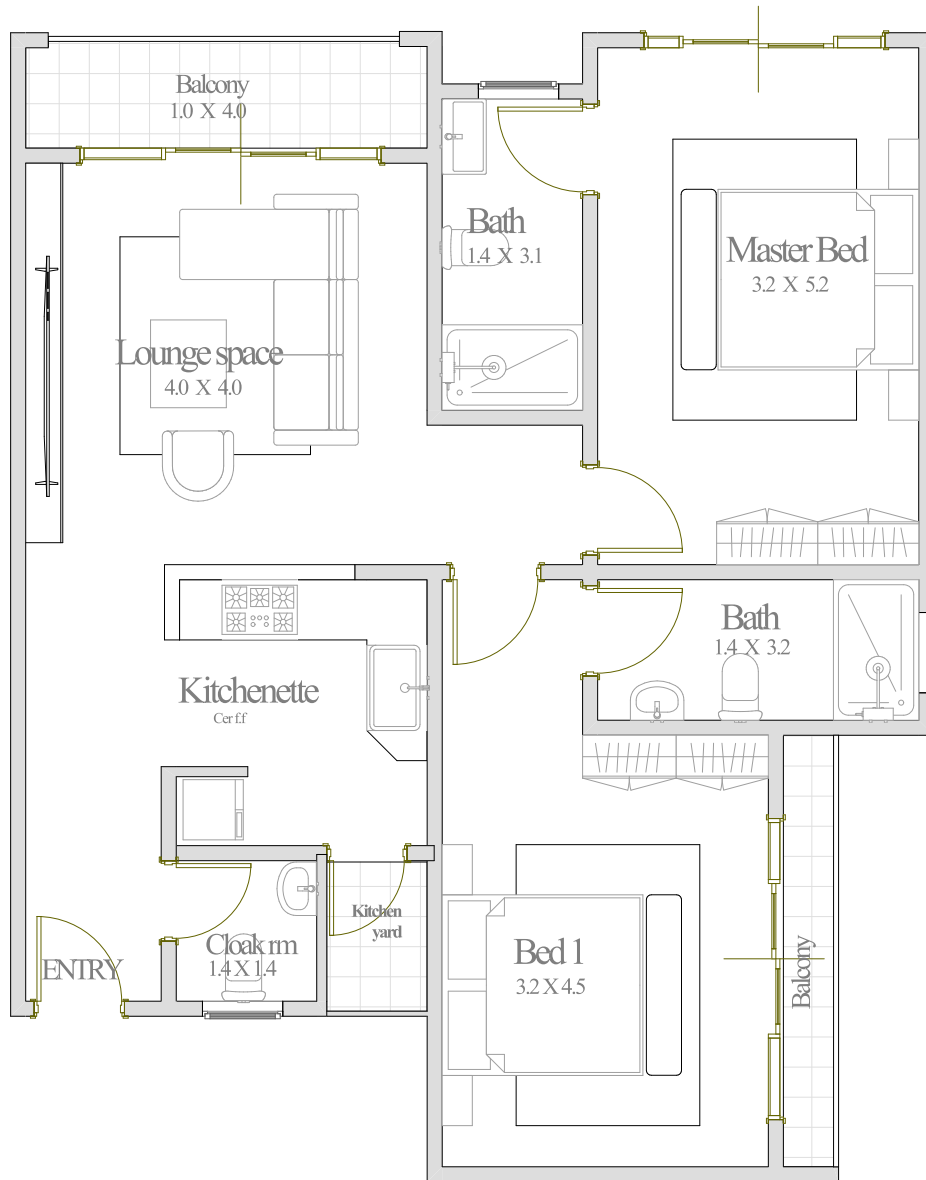 Balcony
1.0 X 4.0
Bath
1.4 X 3.1
Master Bed
3.2 X 5.2
Lounge space
4.0 X 4.0
Bath
1.4 X 3.2
Kitchenette
Cer f.f
Kitchen
yard
Cloak rm
1.4 X 1.4
ENTRY
Bed 1
3.2 X 4.5
Balcony